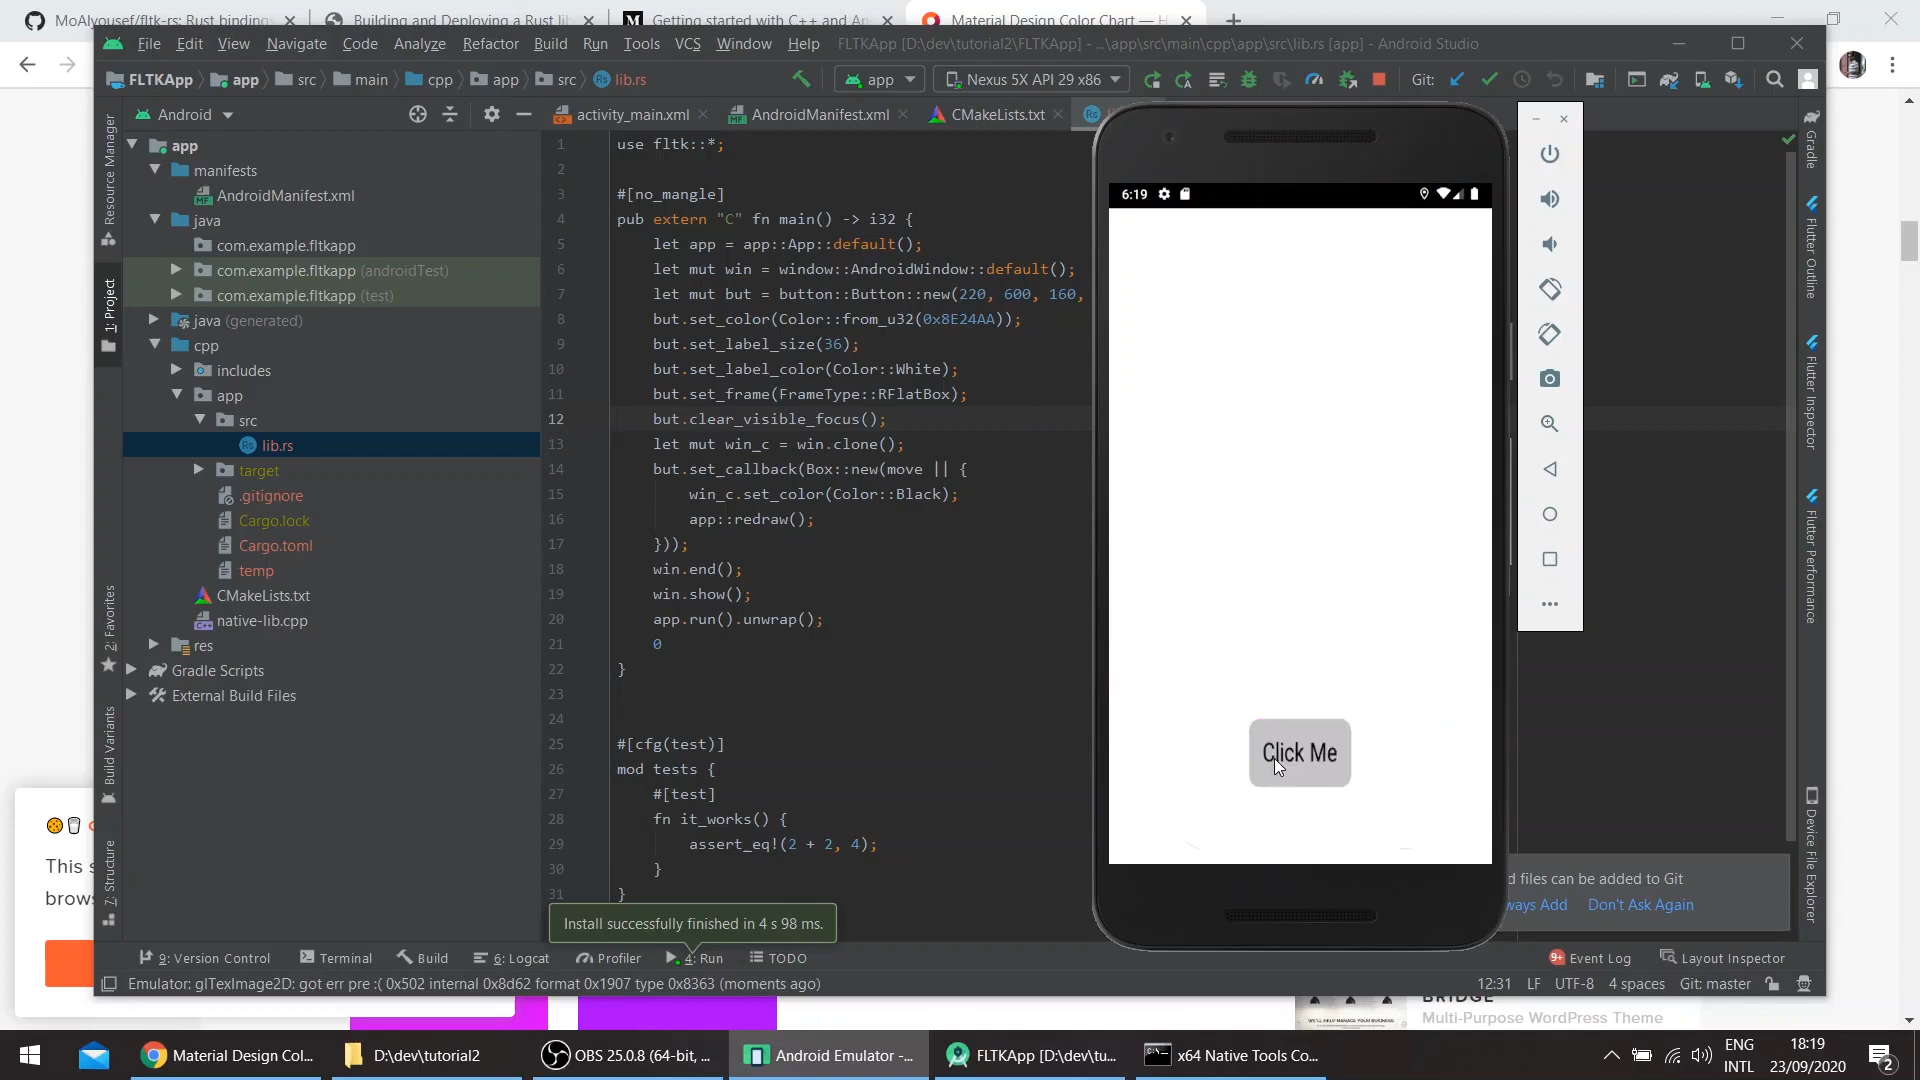 MoAlyousef/fltk-rs: Rust bindings
Building and Deploying a Rust lib
Getting started with C++ and An
Material Design Color Chart — H
File Edit View Navigate Code Analyze Refactor Build Run Tools VCS Window Help FLTKApp [D:\dev\tutorial2\FLTKApp] - ...\app\src\main\cpp\app\src\lib.rs [app] - Android Studio
FLTKApp app src main cpp app src lib.rs
app
Nexus 5X API 29 x86
Git:
Android
activity_main.xml
AndroidManifest.xml
CMakeLists.txt
Resource Manager
1: Project
2: Favorites
Build Variants
7: Structure
app
manifests
AndroidManifest.xml
java
com.example.fltkapp
com.example.fltkapp (androidTest)
com.example.fltkapp (test)
java (generated)
cpp
includes
app
src
lib.rs
target
.gitignore
Cargo.lock
Cargo.toml
temp
CMakeLists.txt
native-lib.cpp
res
Gradle Scripts
External Build Files
1 use fltk::*;
2
3 #[no_mangle]
4 pub extern "C" fn main() -> i32 {
5 let app = app::App::default();
6 let mut win = window::AndroidWindow::default();
7 let mut but = button::Button::new(220, 600, 160,
8 but.set_color(Color::from_u32(0x8E24AA));
9 but.set_label_size(36);
10 but.set_label_color(Color::White);
11 but.set_frame(FrameType::RFlatBox);
12 but.clear_visible_focus();
13 let mut win_c = win.clone();
14 but.set_callback(Box::new(move || {
15 win_c.set_color(Color::Black);
16 app::redraw();
17 }));
18 win.end();
19 win.show();
20 app.run().unwrap();
21 0
22 }
23
24
25 #[cfg(test)]
26 mod tests {
27 #[test]
28 fn it_works() {
29 assert_eq!(2 + 2, 4);
30 }
31 }
6:19
Click Me
Gradle
Flutter Outline
Flutter Inspector
Flutter Performance
Device File Explorer
d files can be added to Git
ways Add Don't Ask Again
Install successfully finished in 4 s 98 ms.
9: Version Control Terminal Build 6: Logcat Profiler 4: Run TODO
9+ Event Log Layout Inspector
Emulator: glTexImage2D: got err pre :( 0x502 internal 0x8d62 format 0x1907 type 0x8363 (moments ago)
12:31 LF UTF-8 4 spaces Git: master
This s
brows
BRIDGE
WE'LL HELP MANAGE YOUR BUSINESS
Multi-Purpose WordPress Theme
Material Design Col...
D:\dev\tutorial2
OBS 25.0.8 (64-bit, ...
Android Emulator -...
FLTKApp [D:\dev\tu...
x64 Native Tools Co...
ENG
INTL
18:19
23/09/2020
2